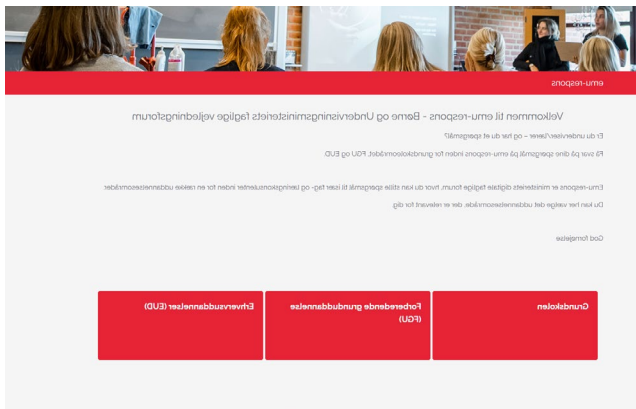 emu-respons
Velkommen til emu-respons - Børne og Undervisningsministeriets faglige vejledningsforum
Er du underviser/lærer – og har du et spørgsmål?
Få svar på dine spørgsmål på emu-respons inden for grundskoleområdet, FGU og EUD.
Emu-respons er ministeriets digitale faglige forum, hvor du kan stille spørgsmål til især fag- og læringskonsulenter inden for en række uddannelsesområder.
Du kan her vælge det uddannelsesområde, der er relevant for dig.
God fornøjelse
Grundskolen
Forberedende grunduddannelse
(FGU)
Erhvervsuddannelser (EUD)